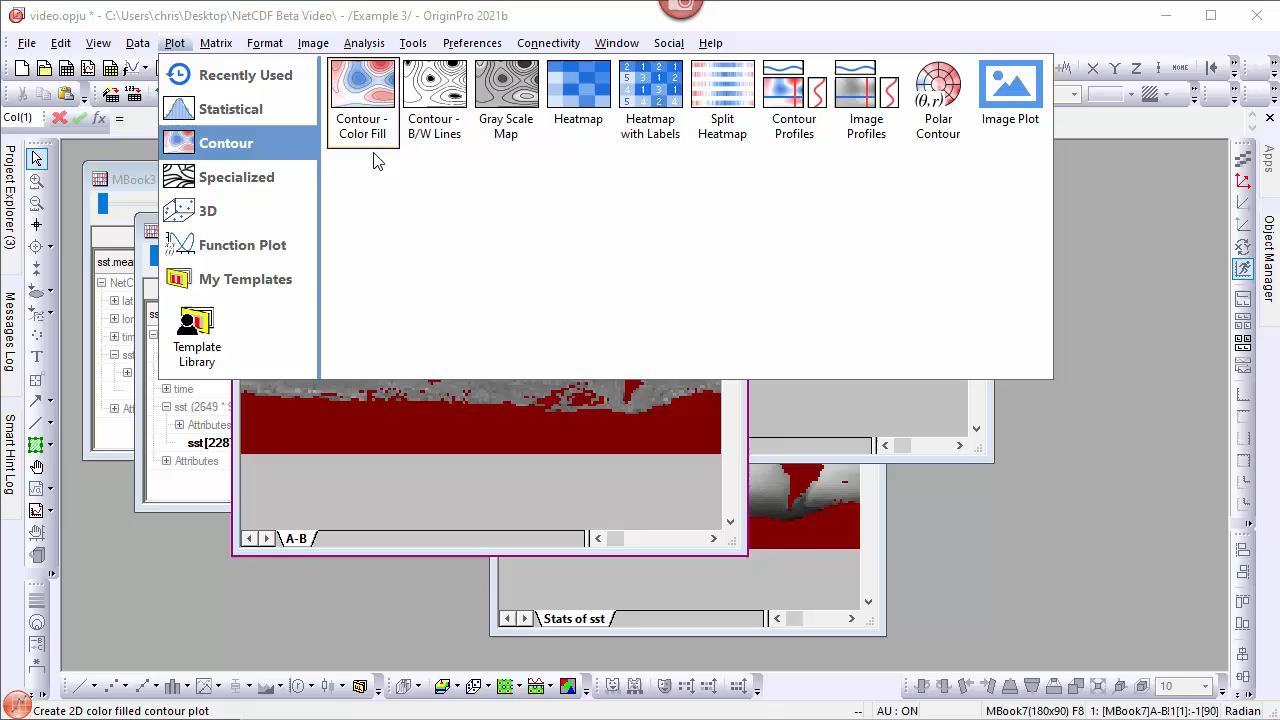 video.opju * - C:\Users\chris\Desktop\NetCDF Beta Video\ - /Example 3/ - OriginPro 2021b
File Edit View Data Plot Matrix Format Image Analysis Tools Preferences Connectivity Window Social Help
Col(1) fx =
Project Explorer (3)
Messages Log
Smart Hint Log
Apps
Object Manager
Recently Used
Statistical
Contour
Specialized
3D
Function Plot
My Templates
Template
Library
Contour -
Color Fill
Contour -
B/W Lines
Gray Scale
Map
Heatmap
Heatmap
with Labels
Split
Heatmap
Contour
Profiles
Image
Profiles
Polar
Contour
Image Plot
MBook3
sst.mea
NetC
lat
lon
tim
sst
Att
ss
time
sst (2649 * S
Attributes
sst[228
Attributes
A-B
Stats of sst
10
Create 2D color filled contour plot
-- AU : ON MBook7(180x90) F8 1: [MBook7]A-B!1[1]:-1[90] Radian